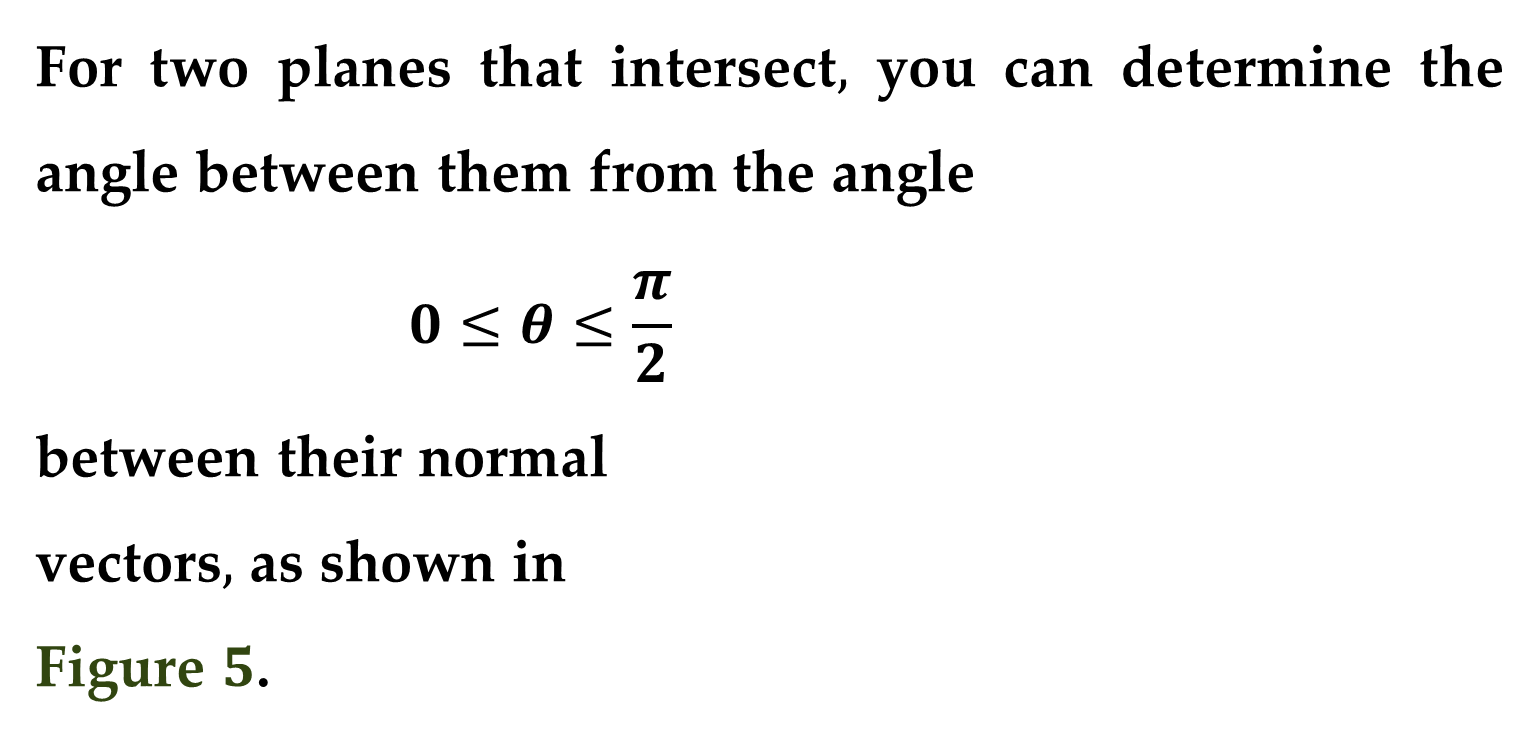 For two planes that intersect, you can determine the
angle between them from the angle
0 ≤ θ ≤ π/2
between their normal
vectors, as shown in
Figure 5.